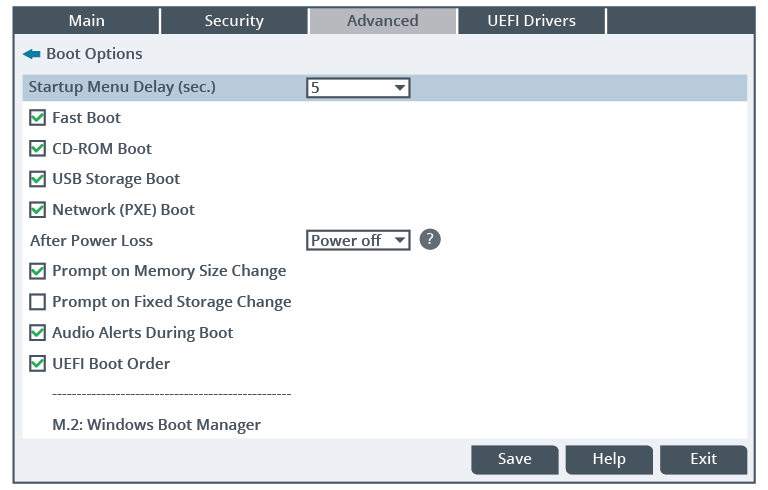 Main Security Advanced UEFI Drivers
Boot Options
Startup Menu Delay (sec.) 5
Fast Boot
CD-ROM Boot
USB Storage Boot
Network (PXE) Boot
After Power Loss Power off ?
Prompt on Memory Size Change
Prompt on Fixed Storage Change
Audio Alerts During Boot
UEFI Boot Order
-------------------------------------------------
M.2: Windows Boot Manager
Save Help Exit